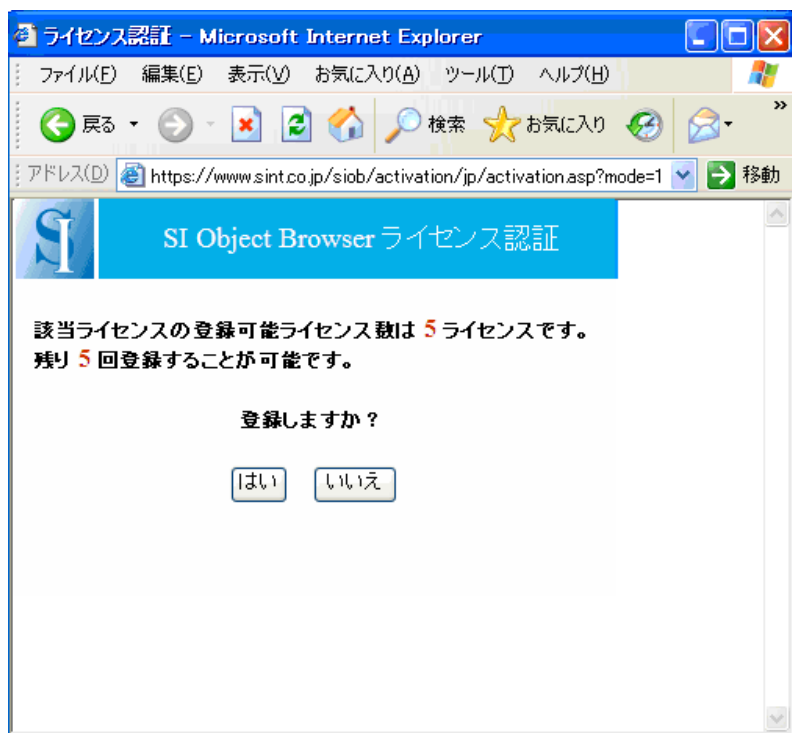 ライセンス認証 - Microsoft Internet Explorer
ファイル(F) 編集(E) 表示(V) お気に入り(A) ツール(T) ヘルプ(H)
戻る 検索 お気に入り »
アドレス(D) https://www.sint.co.jp/siob/activation/jp/activation.asp?mode=1 移動
SI SI Object Browser ライセンス認証
該当ライセンスの登録可能ライセンス数は 5 ライセンスです。
残り 5 回登録することが可能です。
登録しますか?
はい いいえ